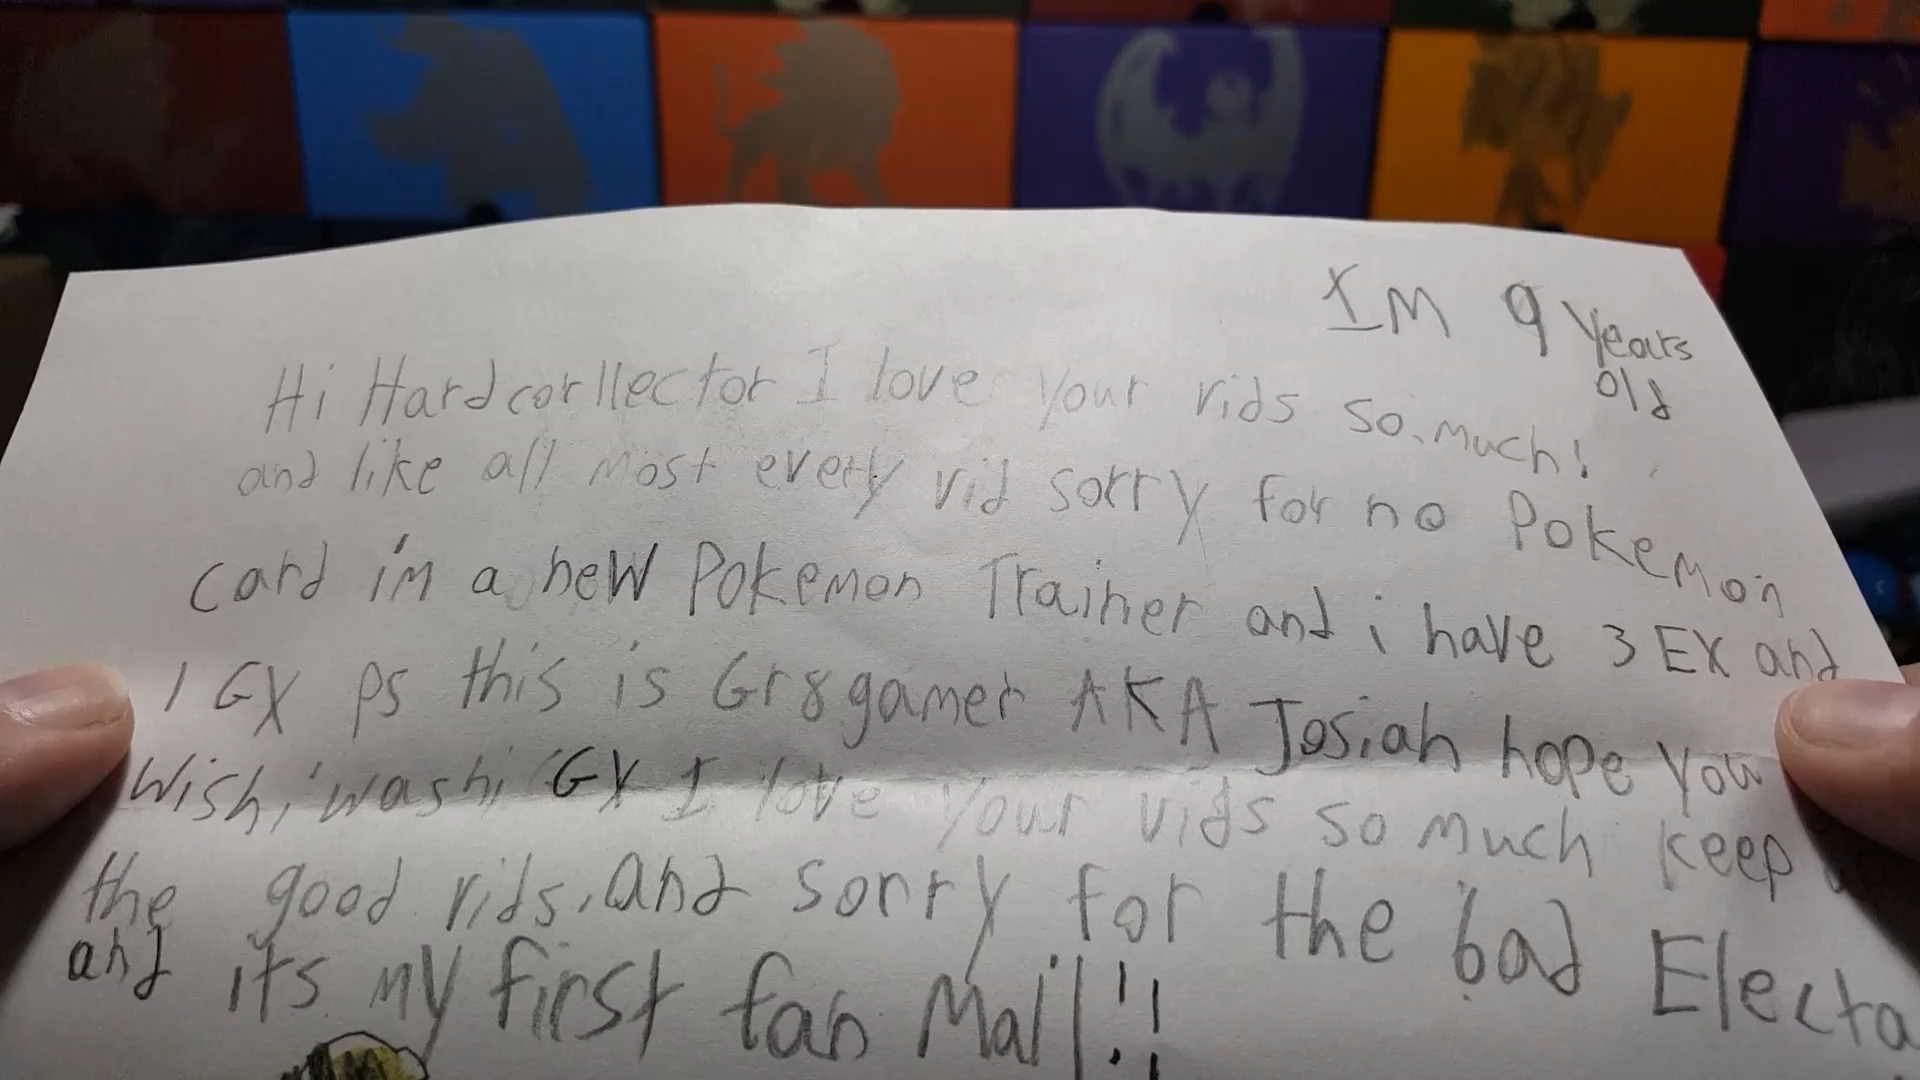 IM 9 years
old
Hi Hardcorllector I love your vids so much!
and like all most every vid sorry for no Pokemon
card i'm a new Pokemon Trainer and i have 3 EX and
1 GX ps this is Gr8gamer AKA Josiah hope you
Wishiwashi GX I love your vids so much keep up
the good vids. and sorry for the bad Electa
and its my first fan Mail!!